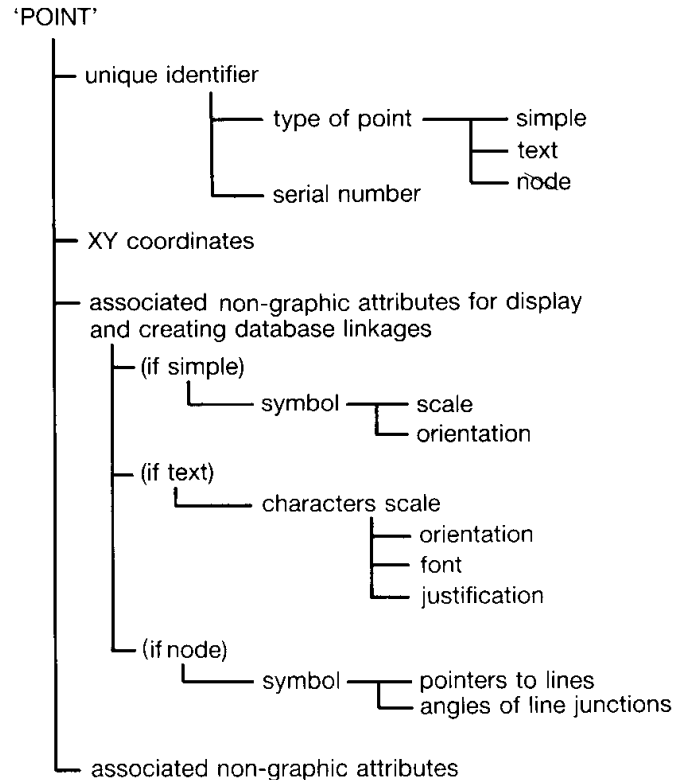 ‘POINT’
unique identifier
type of point
simple
text
node
serial number
XY coordinates
associated non-graphic attributes for display
and creating database linkages
(if simple)
symbol
scale
orientation
(if text)
characters scale
orientation
font
justification
(if node)
symbol
pointers to lines
angles of line junctions
associated non-graphic attributes